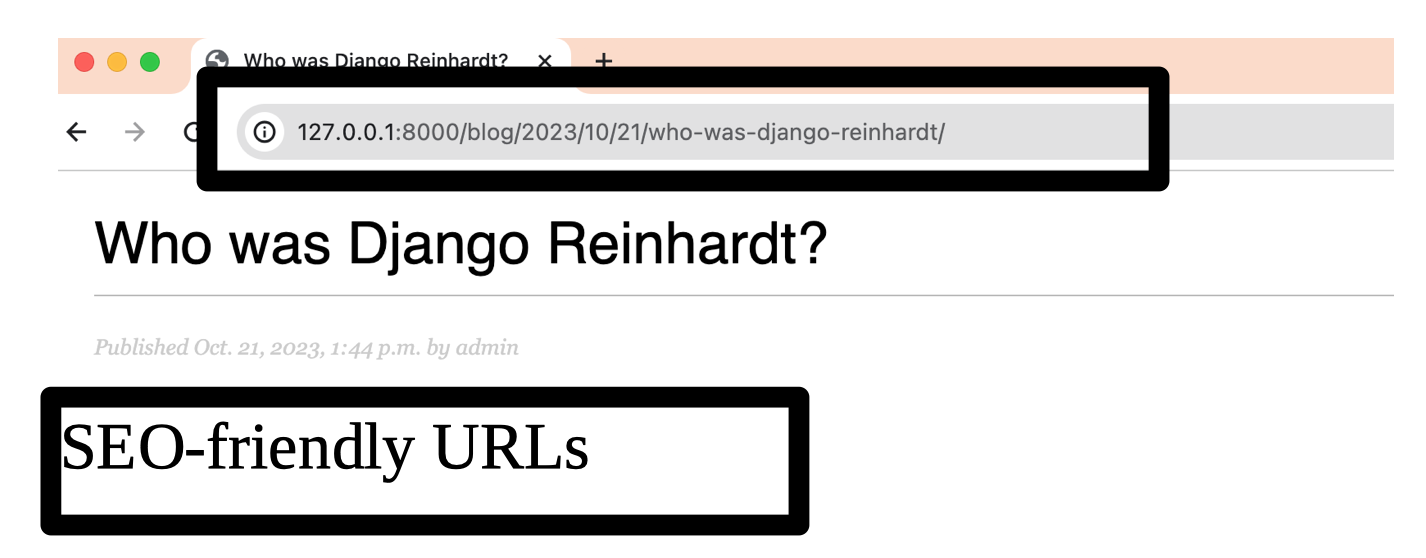 Who was Django Reinhardt?
127.0.0.1:8000/blog/2023/10/21/who-was-django-reinhardt/
Who was Django Reinhardt?
Published Oct. 21, 2023, 1:44 p.m. by admin
SEO-friendly URLs